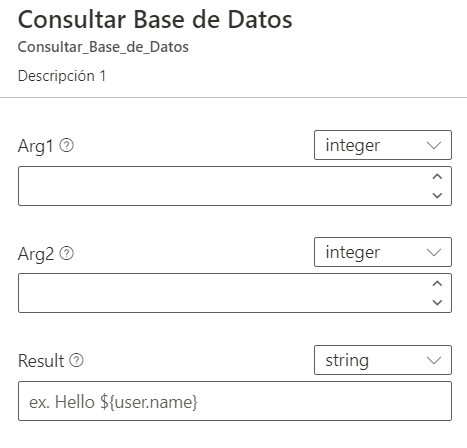 Consultar Base de Datos
Consultar_Base_de_Datos
Descripción 1
Arg1 integer
Arg2 integer
Result string
ex. Hello ${user.name}